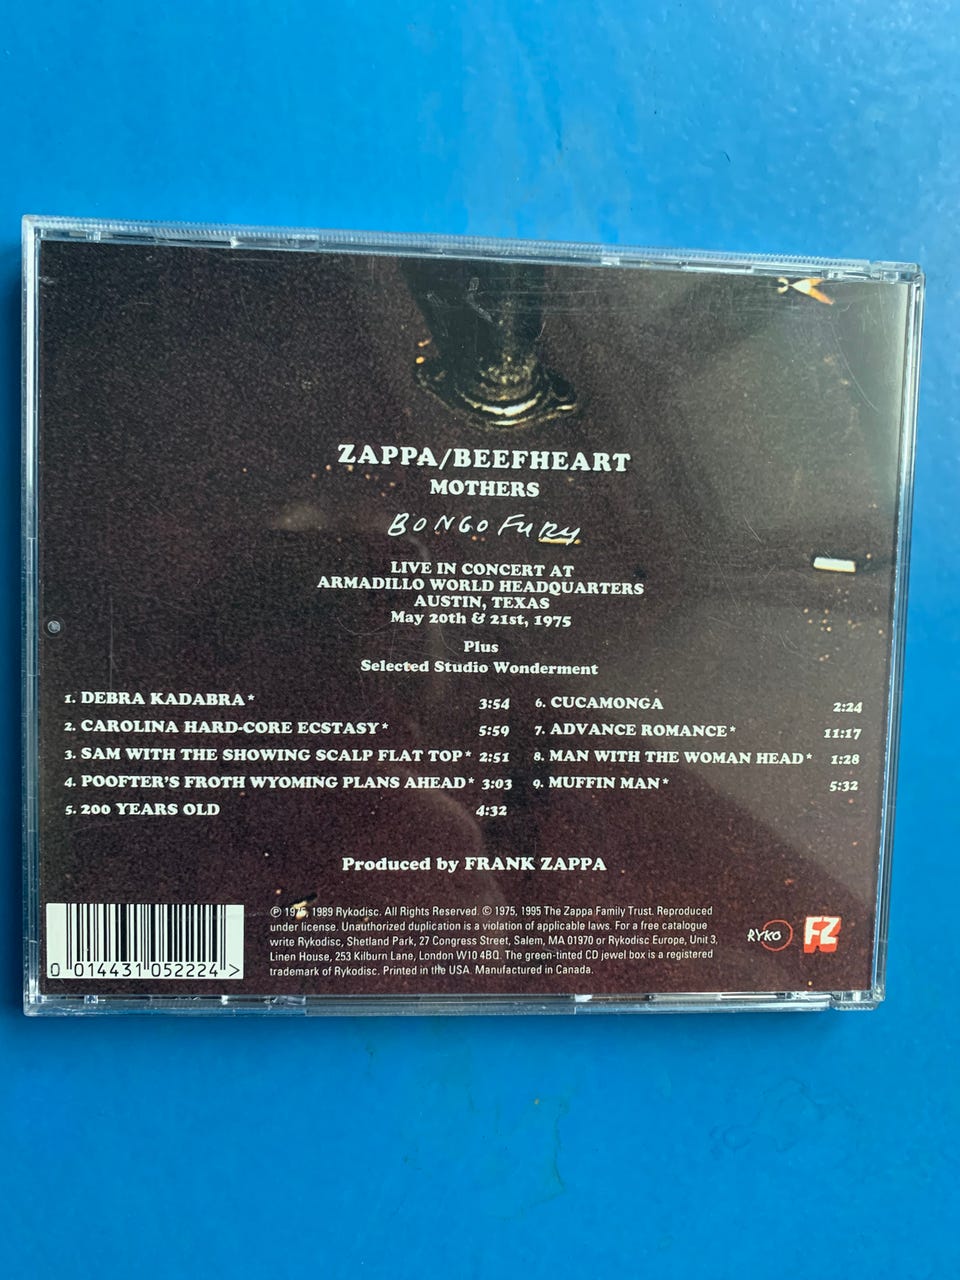 ZAPPA/BEEFHEART
MOTHERS
BONGO FURY
LIVE IN CONCERT AT
ARMADILLO WORLD HEADQUARTERS
AUSTIN, TEXAS
May 20th & 21st, 1975
Plus
Selected Studio Wonderment
1. DEBRA KADABRA* 3:54
2. CAROLINA HARD-CORE ECSTASY* 5:59
3. SAM WITH THE SHOWING SCALP FLAT TOP* 2:51
4. POOFTER'S FROTH WYOMING PLANS AHEAD* 3:03
5. 200 YEARS OLD 4:32
6. CUCAMONGA 2:24
7. ADVANCE ROMANCE* 11:17
8. MAN WITH THE WOMAN HEAD* 1:28
9. MUFFIN MAN* 5:32
Produced by FRANK ZAPPA
℗ 1975, 1989 Rykodisc. All Rights Reserved. © 1975, 1995 The Zappa Family Trust. Reproduced
under license. Unauthorized duplication is a violation of applicable laws. For a free catalogue
write Rykodisc, Shetland Park, 27 Congress Street, Salem, MA 01970 or Rykodisc Europe, Unit 3,
Linen House, 253 Kilburn Lane, London W10 4BQ. The green-tinted CD jewel box is a registered
trademark of Rykodisc. Printed in the USA. Manufactured in Canada.
0 014431 052224 >
RYKO
FZ